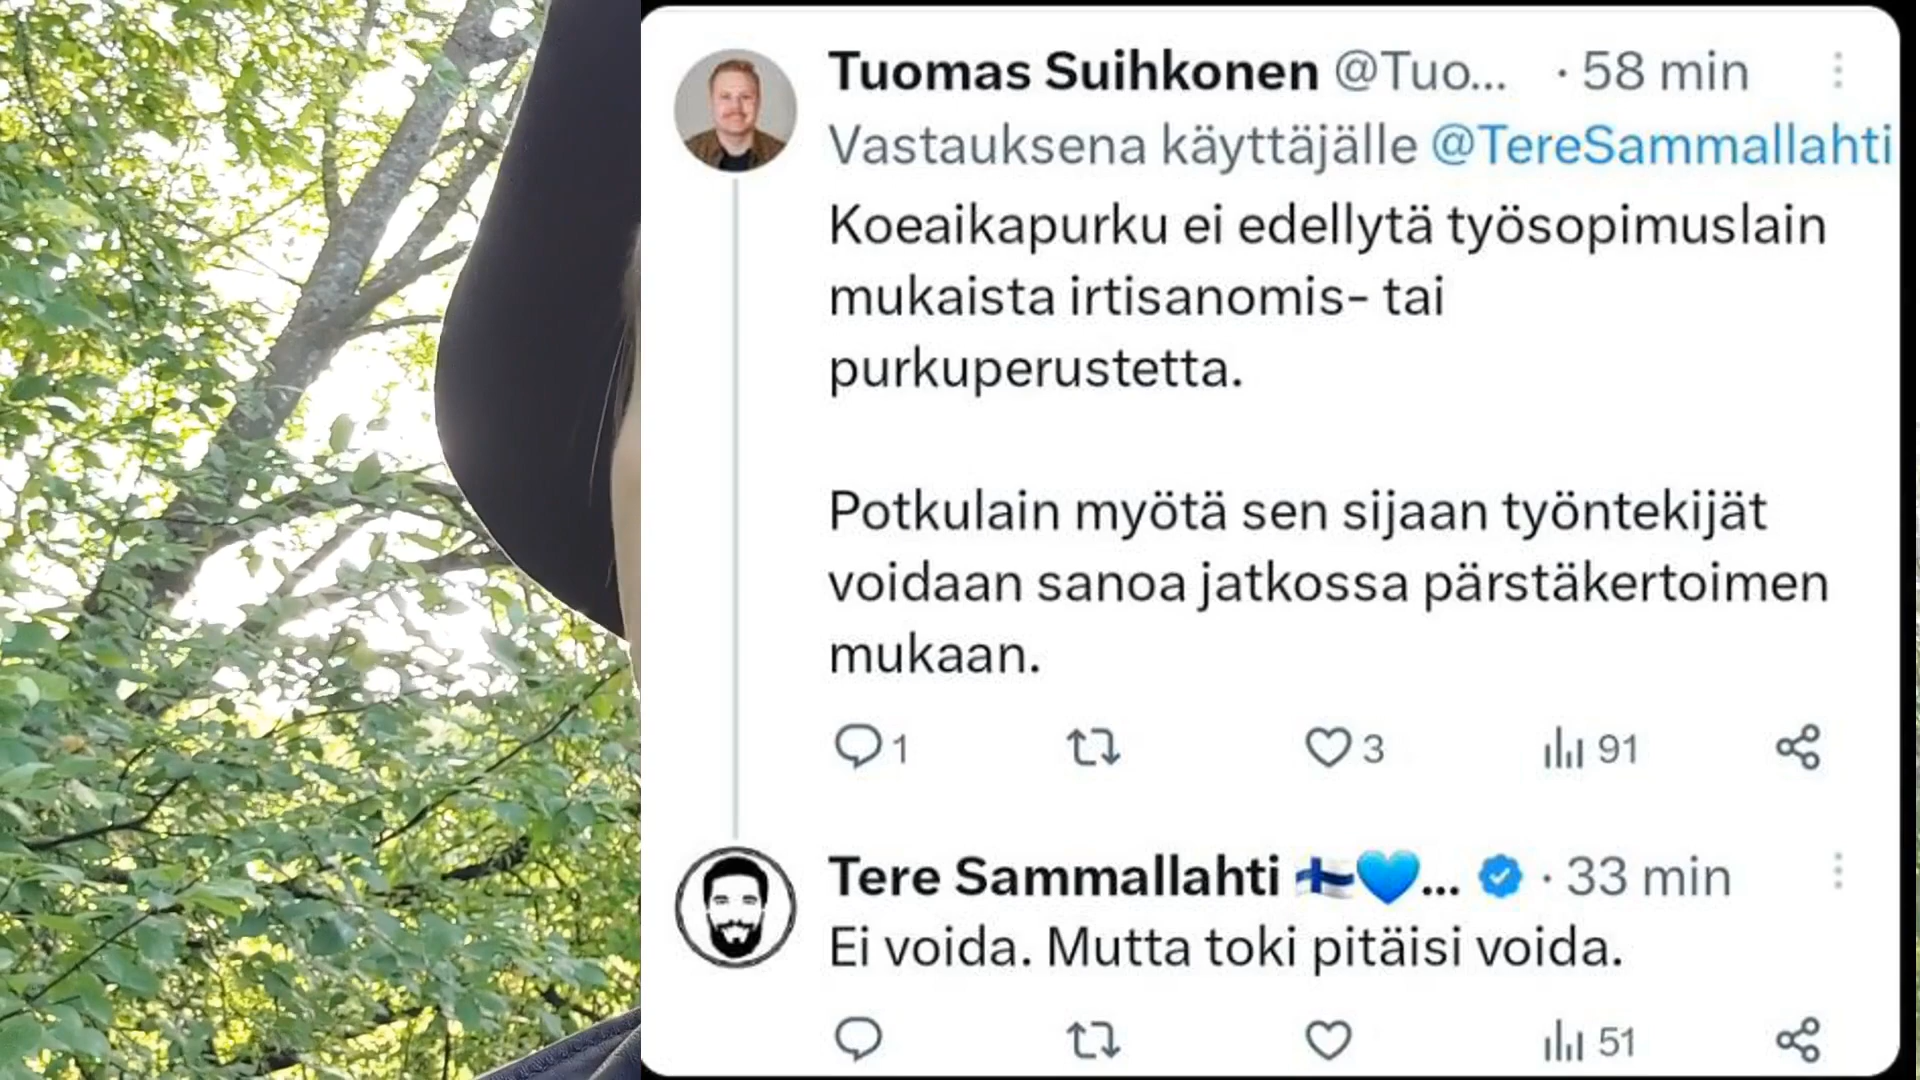 Tuomas Suihkonen @Tuo... · 58 min
Vastauksena käyttäjälle @TereSammallahti
Koeaikapurku ei edellytä työsopimuslain
mukaista irtisanomis- tai
purkuperustetta.
Potkulain myötä sen sijaan työntekijät
voidaan sanoa jatkossa pärstäkertoimen
mukaan.
1 3 91
Tere Sammallahti 🇫🇮💙... · 33 min
Ei voida. Mutta toki pitäisi voida.
51